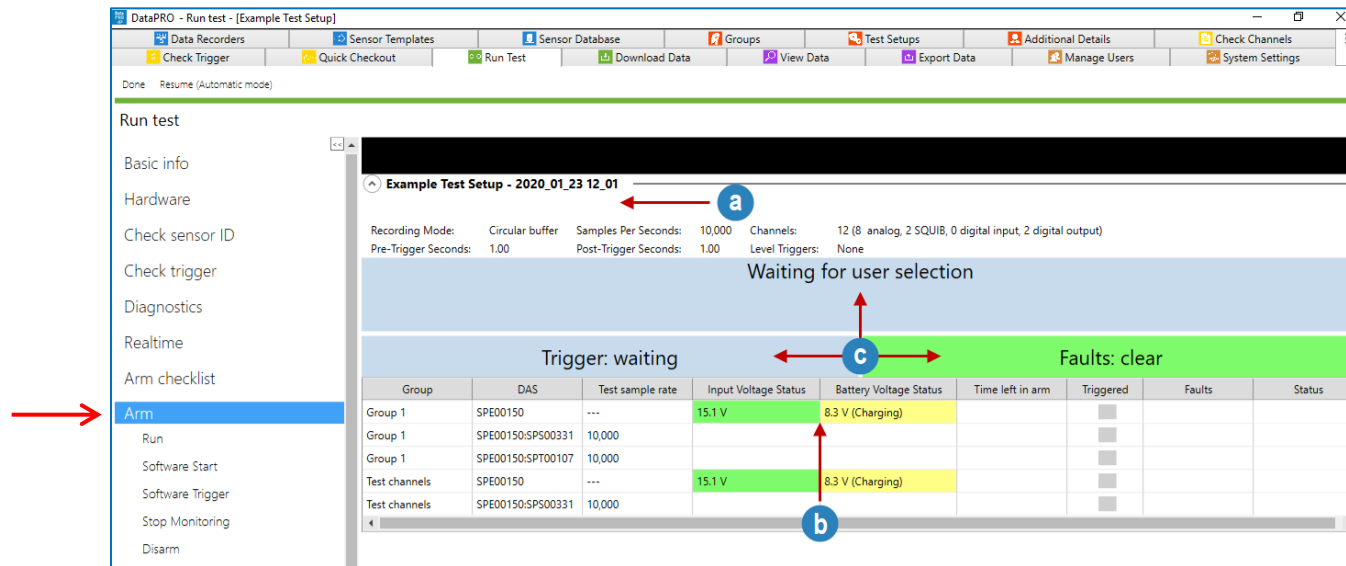 DataPRO - Run test - [Example Test Setup]
Data Recorders Sensor Templates Sensor Database Groups Test Setups Additional Details Check Channels
Check Trigger Quick Checkout Run Test Download Data View Data Export Data Manage Users System Settings
Done Resume (Automatic mode)
Run test
<<
Basic info
Hardware
Check sensor ID
Check trigger
Diagnostics
Realtime
Arm checklist
Arm
Run
Software Start
Software Trigger
Stop Monitoring
Disarm
Example Test Setup - 2020_01_23 12_01
a
Recording Mode: Circular buffer Samples Per Seconds: 10,000 Channels: 12 (8 analog, 2 SQUIB, 0 digital input, 2 digital output)
Pre-Trigger Seconds: 1.00 Post-Trigger Seconds: 1.00 Level Triggers: None
Waiting for user selection
Trigger: waiting c Faults: clear
Group DAS Test sample rate Input Voltage Status Battery Voltage Status Time left in arm Triggered Faults Status
Group 1 SPE00150 --- 15.1 V 8.3 V (Charging)
Group 1 SPE00150:SPS00331 10,000
Group 1 SPE00150:SPT00107 10,000
Test channels SPE00150 --- 15.1 V 8.3 V (Charging)
Test channels SPE00150:SPS00331 10,000
b